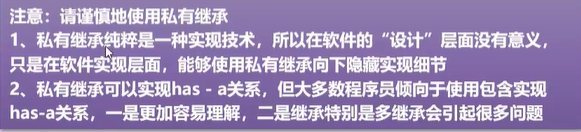 注意：请谨慎地使用私有继承
1、私有继承纯粹是一种实现技术，所以在软件的“设计”层面没有意义，
只是在软件实现层面，能够使用私有继承向下隐藏实现细节
2、私有继承可以实现has - a关系，但大多数程序员倾向于使用包含实现
has-a关系，一是更加容易理解，二是继承特别是多继承会引起很多问题